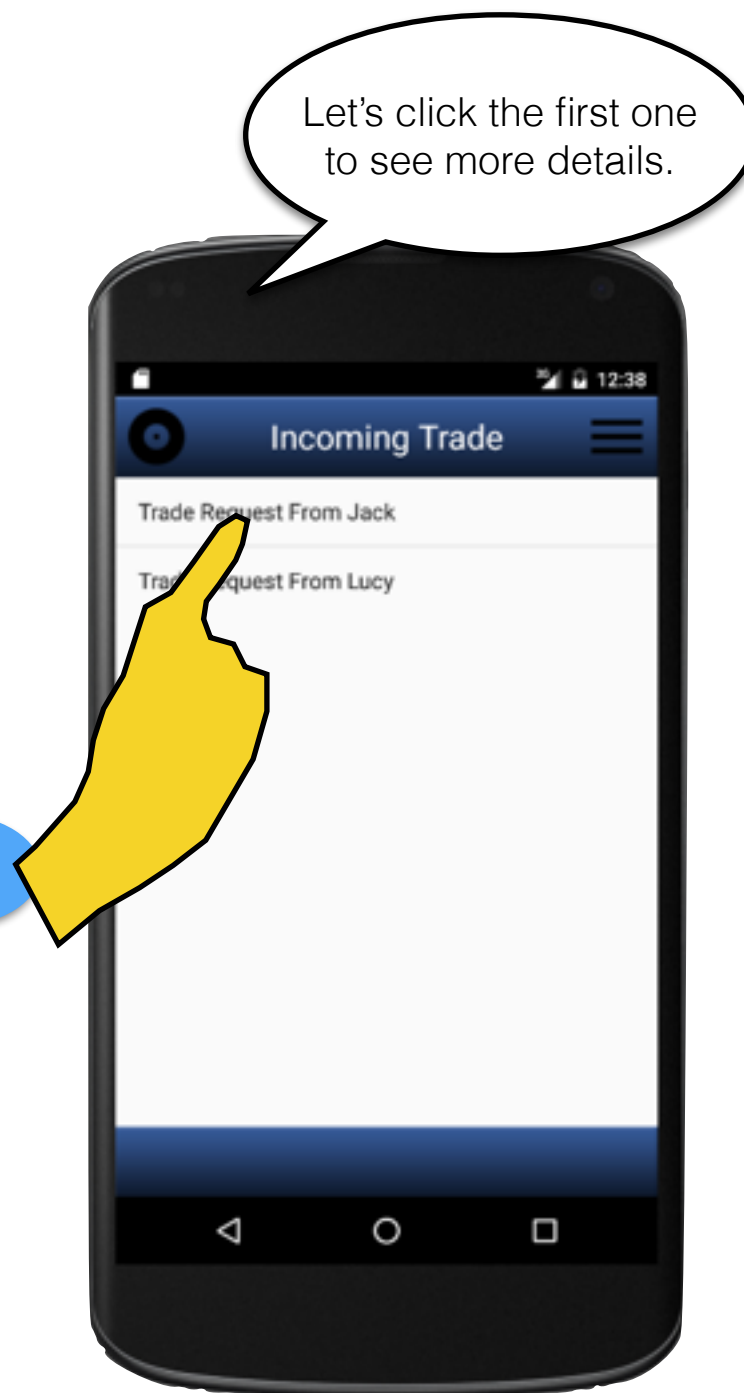 Let's click the first one
to see more details.
12:38
Incoming Trade
Trade Request From Jack
Request From Lucy